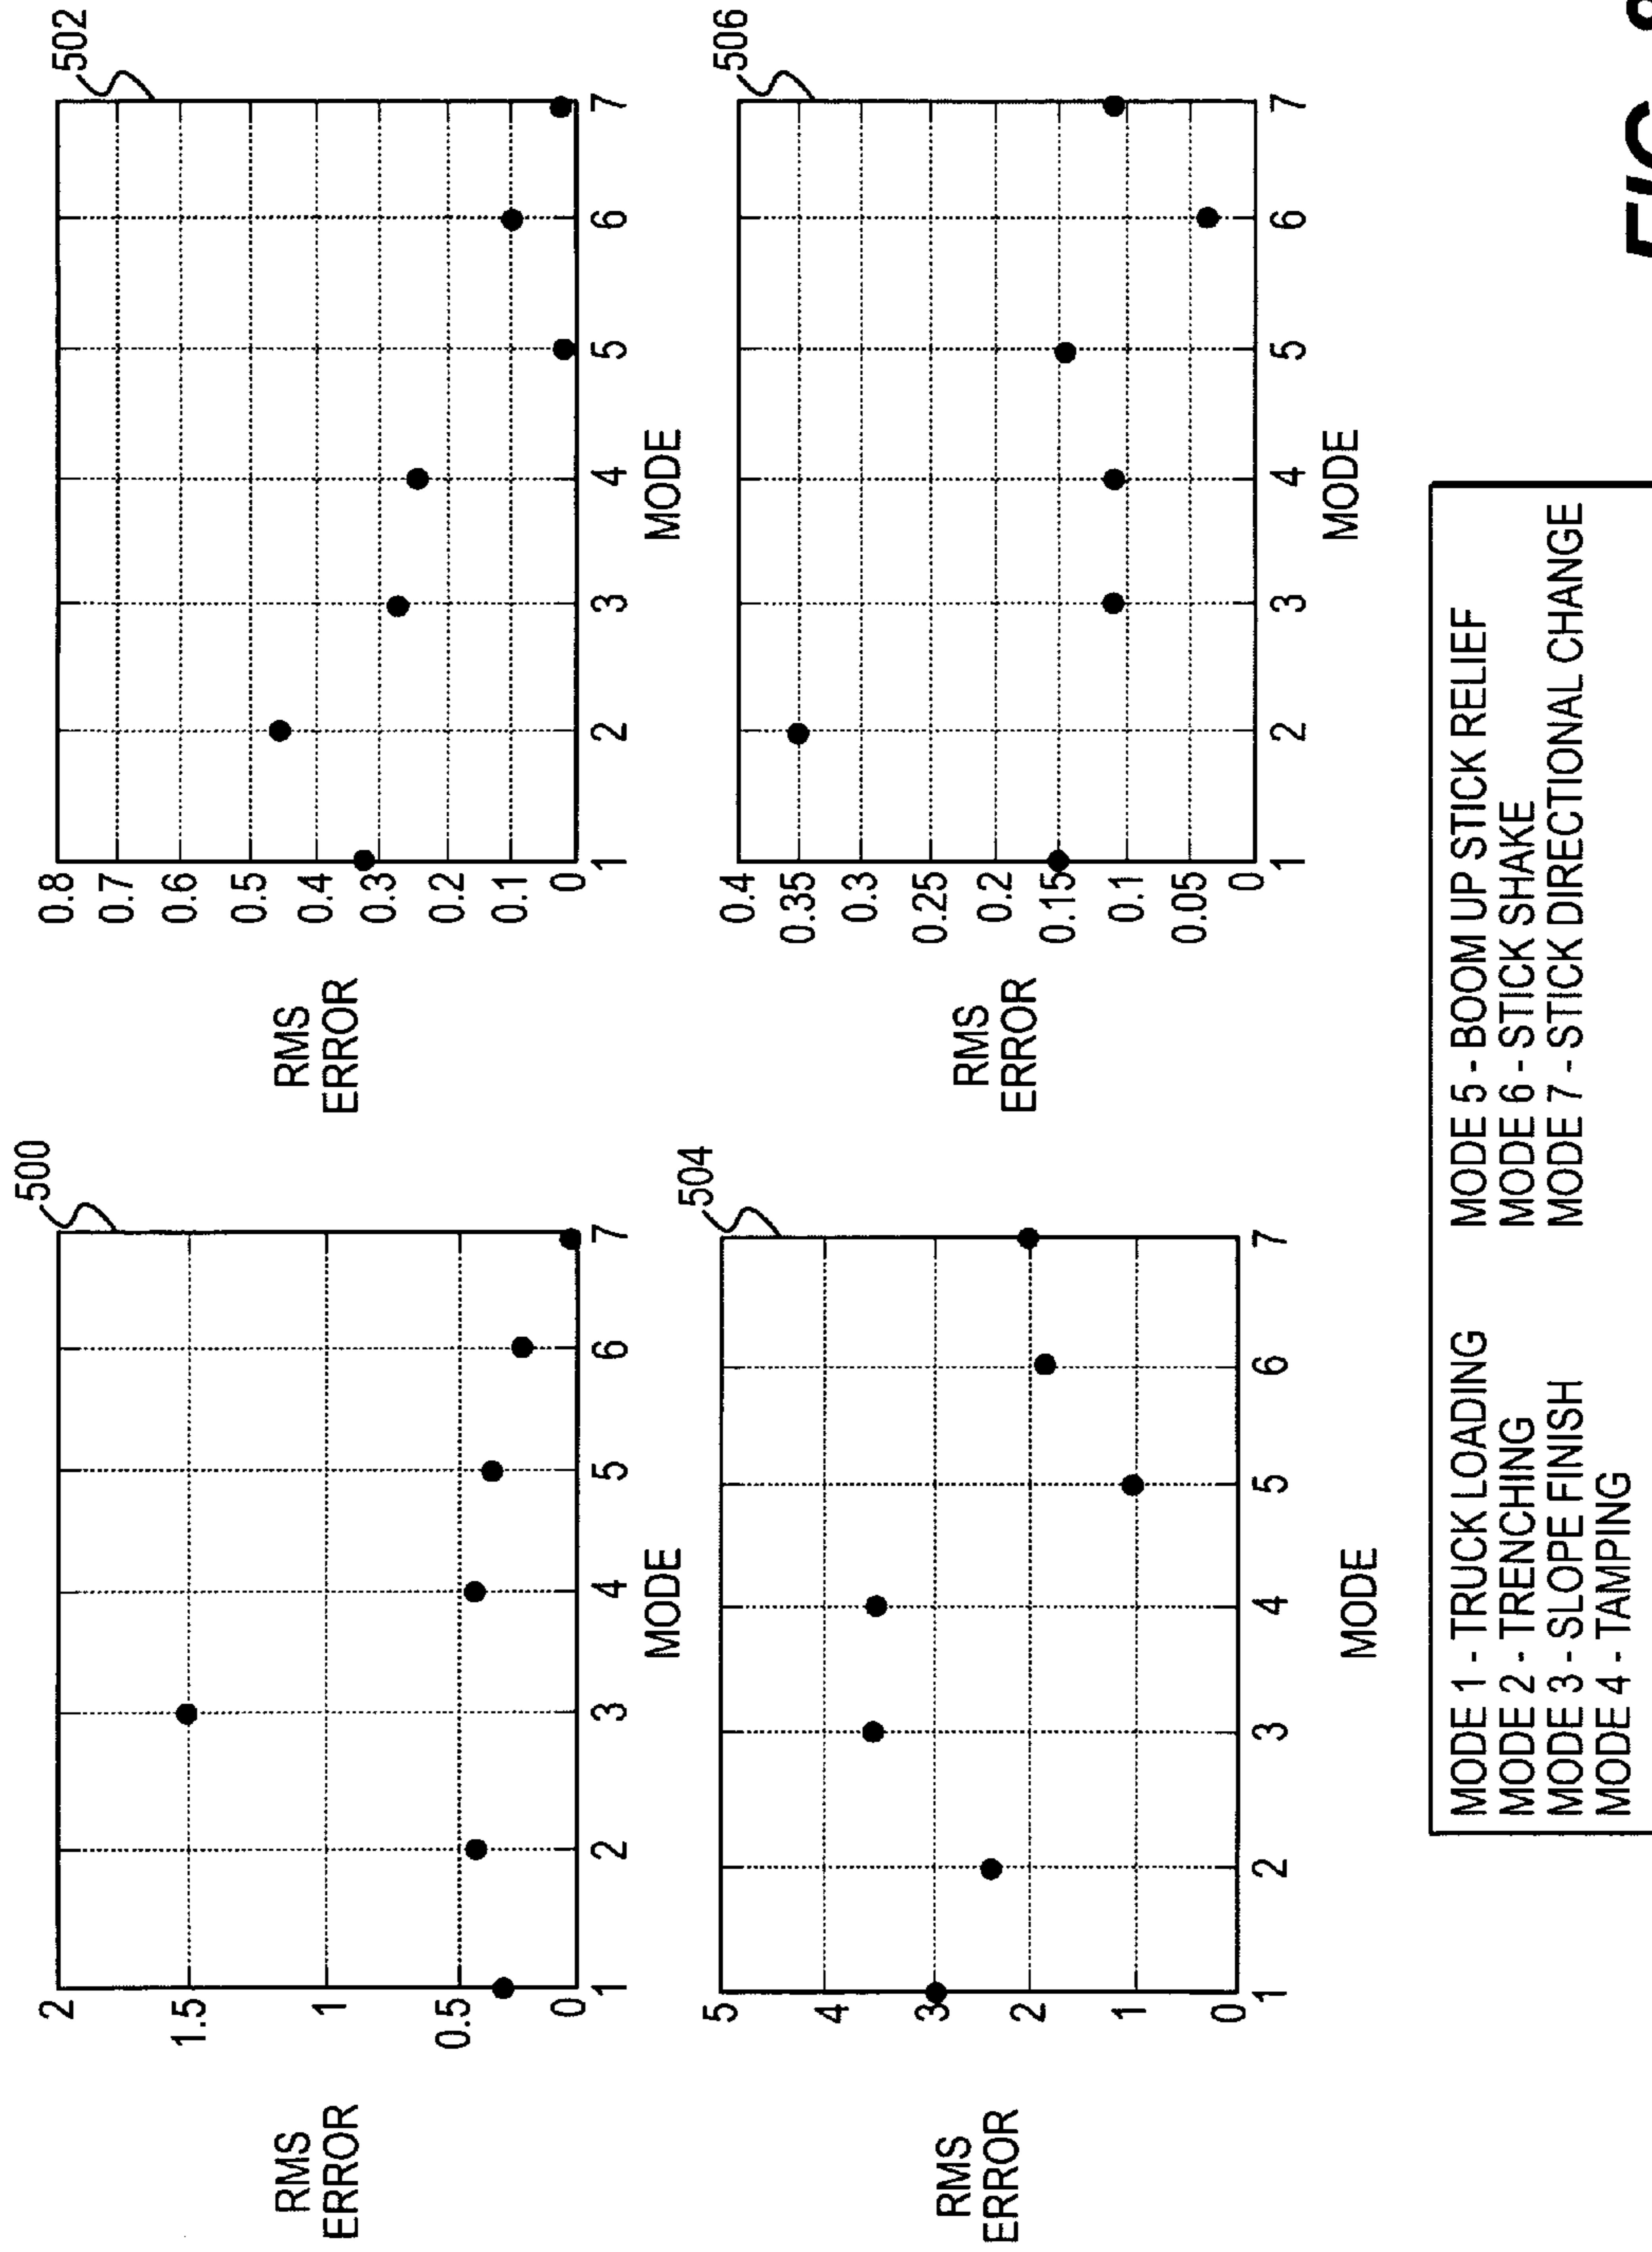 500
2
1.5
1
0.5
0
RMS
ERROR
1 2 3 4 5 6 7
MODE
502
0.8
0.7
0.6
0.5
0.4
0.3
0.2
0.1
0
RMS
ERROR
1 2 3 4 5 6 7
MODE
504
5
4
3
2
1
0
RMS
ERROR
1 2 3 4 5 6 7
MODE
506
0.4
0.35
0.3
0.25
0.2
0.15
0.1
0.05
0
RMS
ERROR
1 2 3 4 5 6 7
MODE
MODE 1 - TRUCK LOADING
MODE 2 - TRENCHING
MODE 3 - SLOPE FINISH
MODE 4 - TAMPING
MODE 5 - BOOM UP STICK RELIEF
MODE 6 - STICK SHAKE
MODE 7 - STICK DIRECTIONAL CHANGE